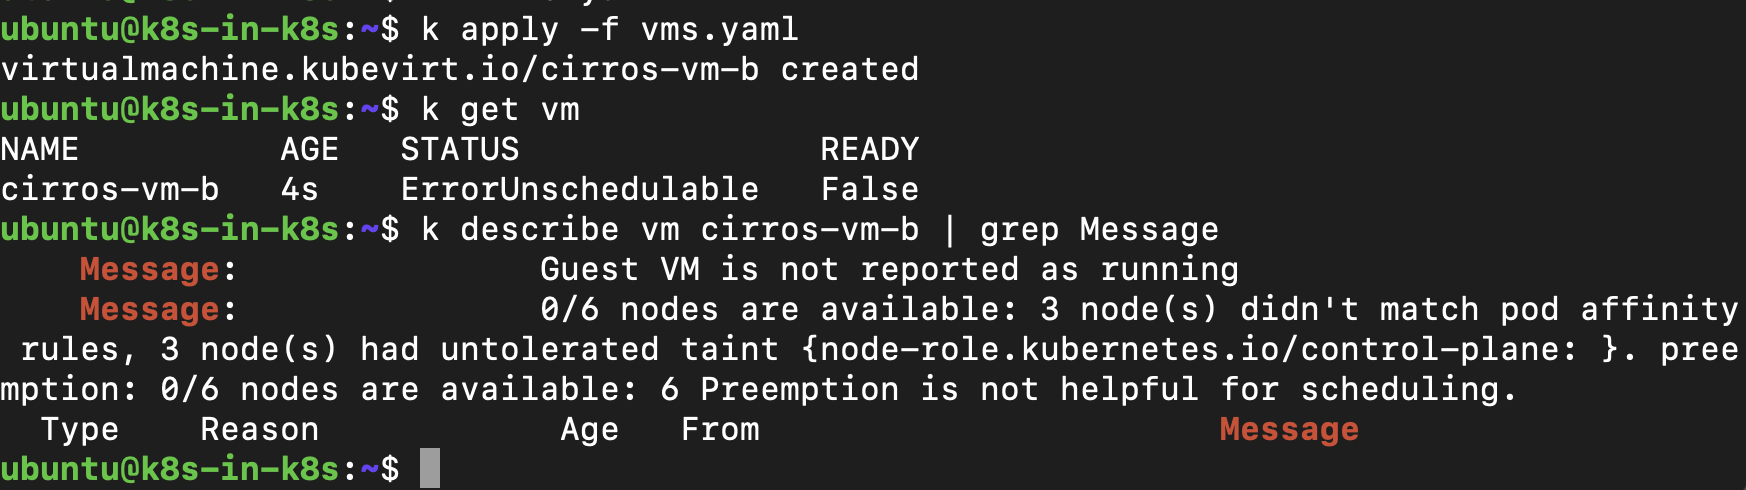 ubuntu@k8s-in-k8s:~$ k apply -f vms.yaml
virtualmachine.kubevirt.io/cirros-vm-b created
ubuntu@k8s-in-k8s:~$ k get vm
NAME          AGE   STATUS               READY
cirros-vm-b   4s    ErrorUnschedulable   False
ubuntu@k8s-in-k8s:~$ k describe vm cirros-vm-b | grep Message
    Message:               Guest VM is not reported as running
    Message:               0/6 nodes are available: 3 node(s) didn't match pod affinity
 rules, 3 node(s) had untolerated taint {node-role.kubernetes.io/control-plane: }. pree
mption: 0/6 nodes are available: 6 Preemption is not helpful for scheduling.
  Type    Reason            Age   From                       Message
ubuntu@k8s-in-k8s:~$